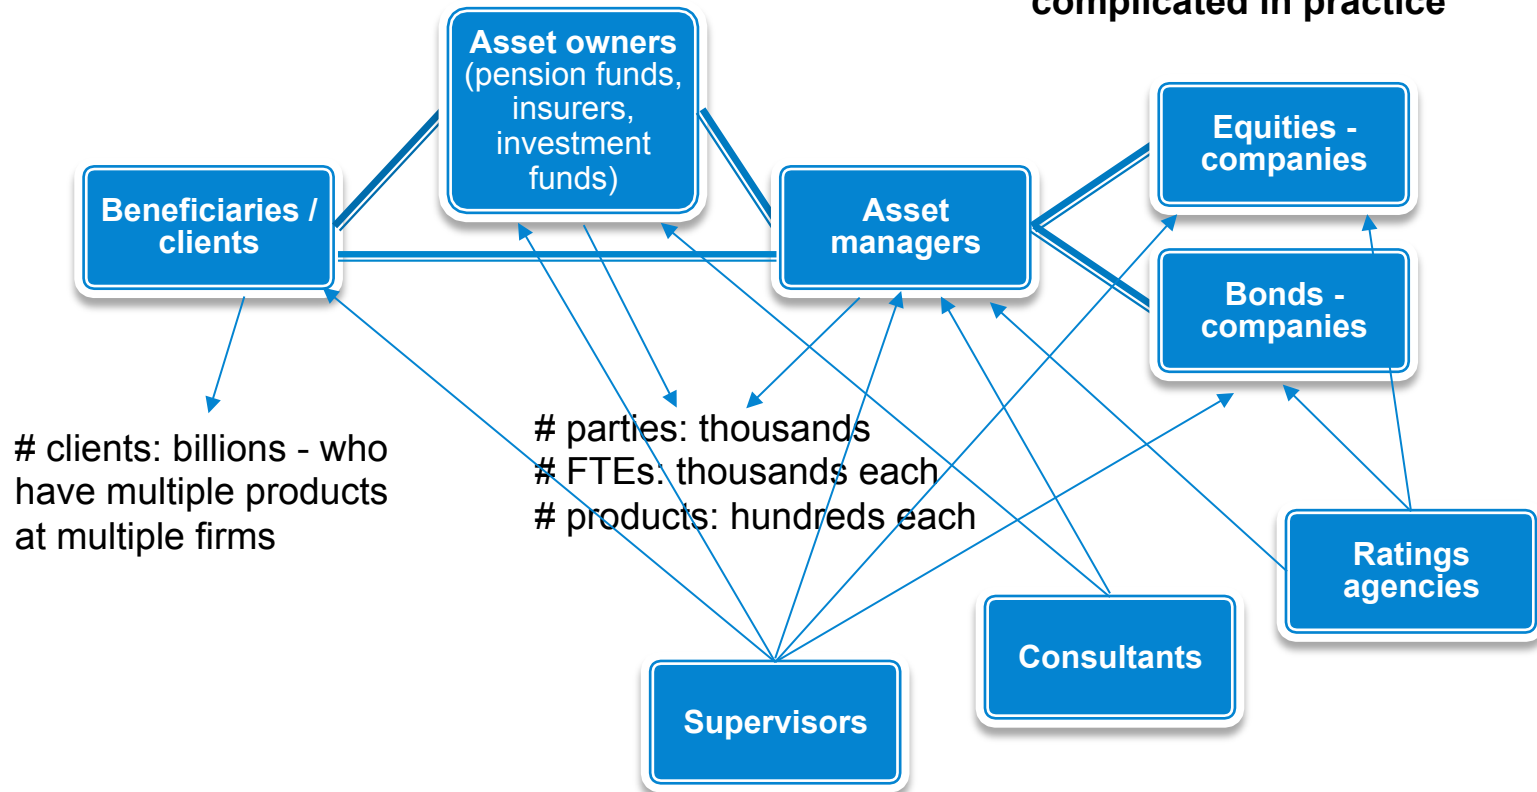 complicated in practice
Asset owners
(pension funds,
insurers,
investment
funds)
Equities -
companies
Beneficiaries /
clients
Asset
managers
Bonds -
companies
# clients: billions - who
have multiple products
at multiple firms
# parties: thousands
# FTEs: thousands each
# products: hundreds each
Ratings
agencies
Consultants
Supervisors